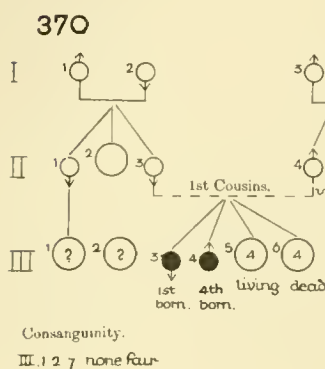 370
I 1 2 3
II 1 2 3 4
1st Cousins.
III 1 ? 2 ? 3 4 5 4 6 4
1st 4th living dead
born. born.
Consanguinity.
III. 1 2 7 none fair